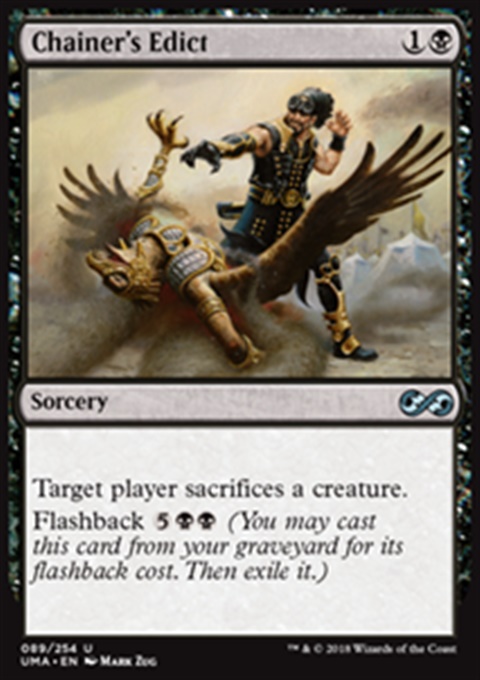 Chainer's Edict 1
Sorcery
Target player sacrifices a creature.
Flashback 5 (You may cast
this card from your graveyard for its
flashback cost. Then exile it.)
089/254 U
UMA • EN Mark Zug
™ & © 2018 Wizards of the Coast